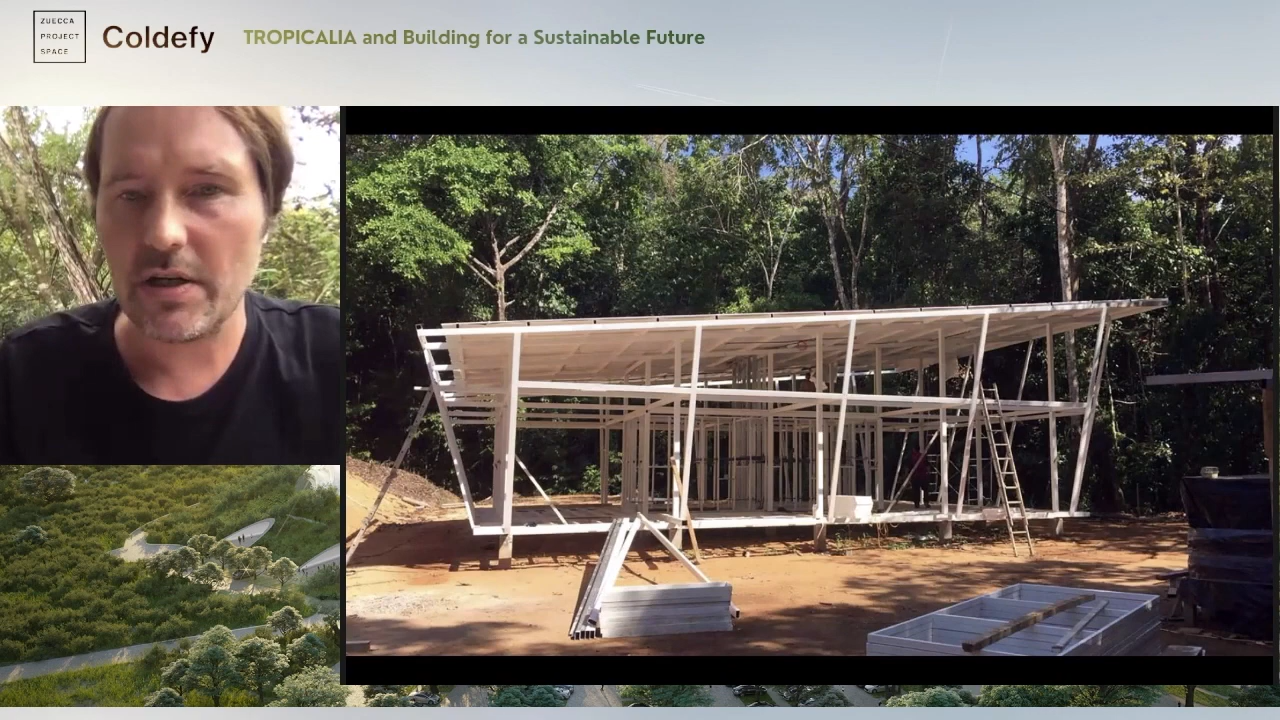 ZUECCA
PROJECT
SPACE
Coldefy
TROPICALIA and Building for a Sustainable Future